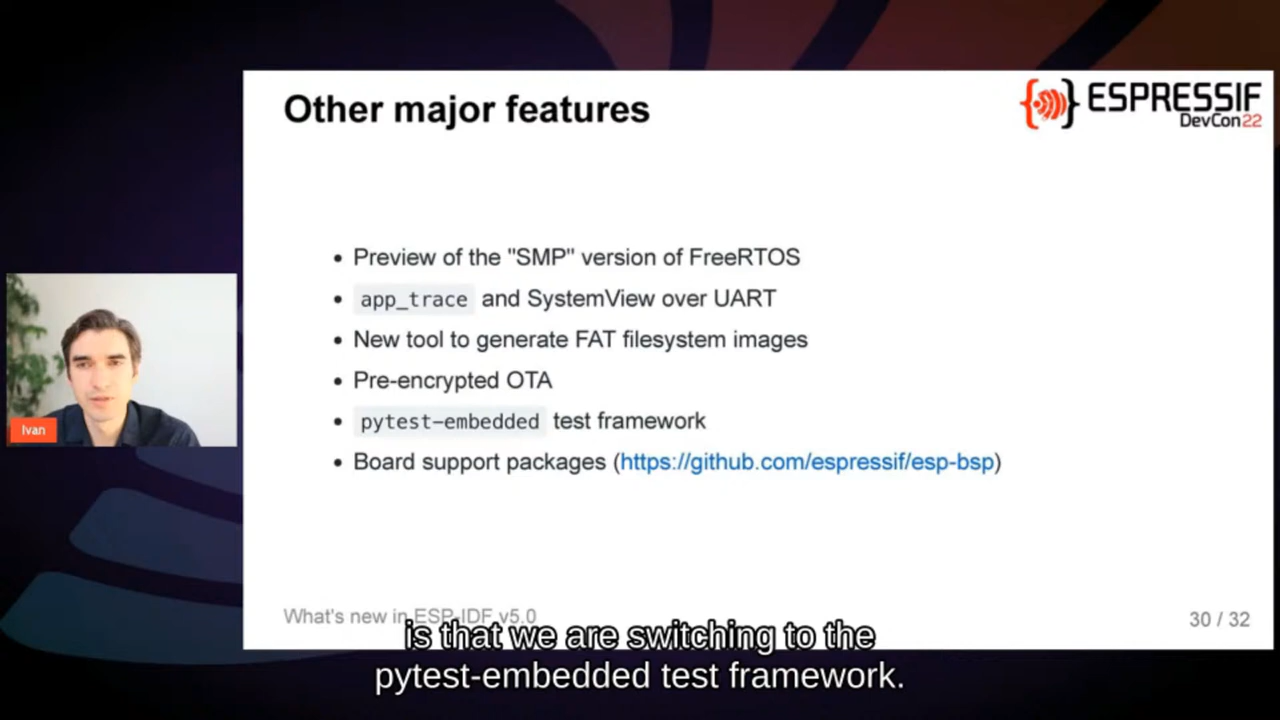 Other major features
ESPRESSIF
DevCon22
• Preview of the "SMP" version of FreeRTOS
• app_trace and SystemView over UART
• New tool to generate FAT filesystem images
• Pre-encrypted OTA
• pytest-embedded test framework
• Board support packages (https://github.com/espressif/esp-bsp)
Ivan
What's new in ESP-IDF v5.0
30 / 32
is that we are switching to the
pytest-embedded test framework.